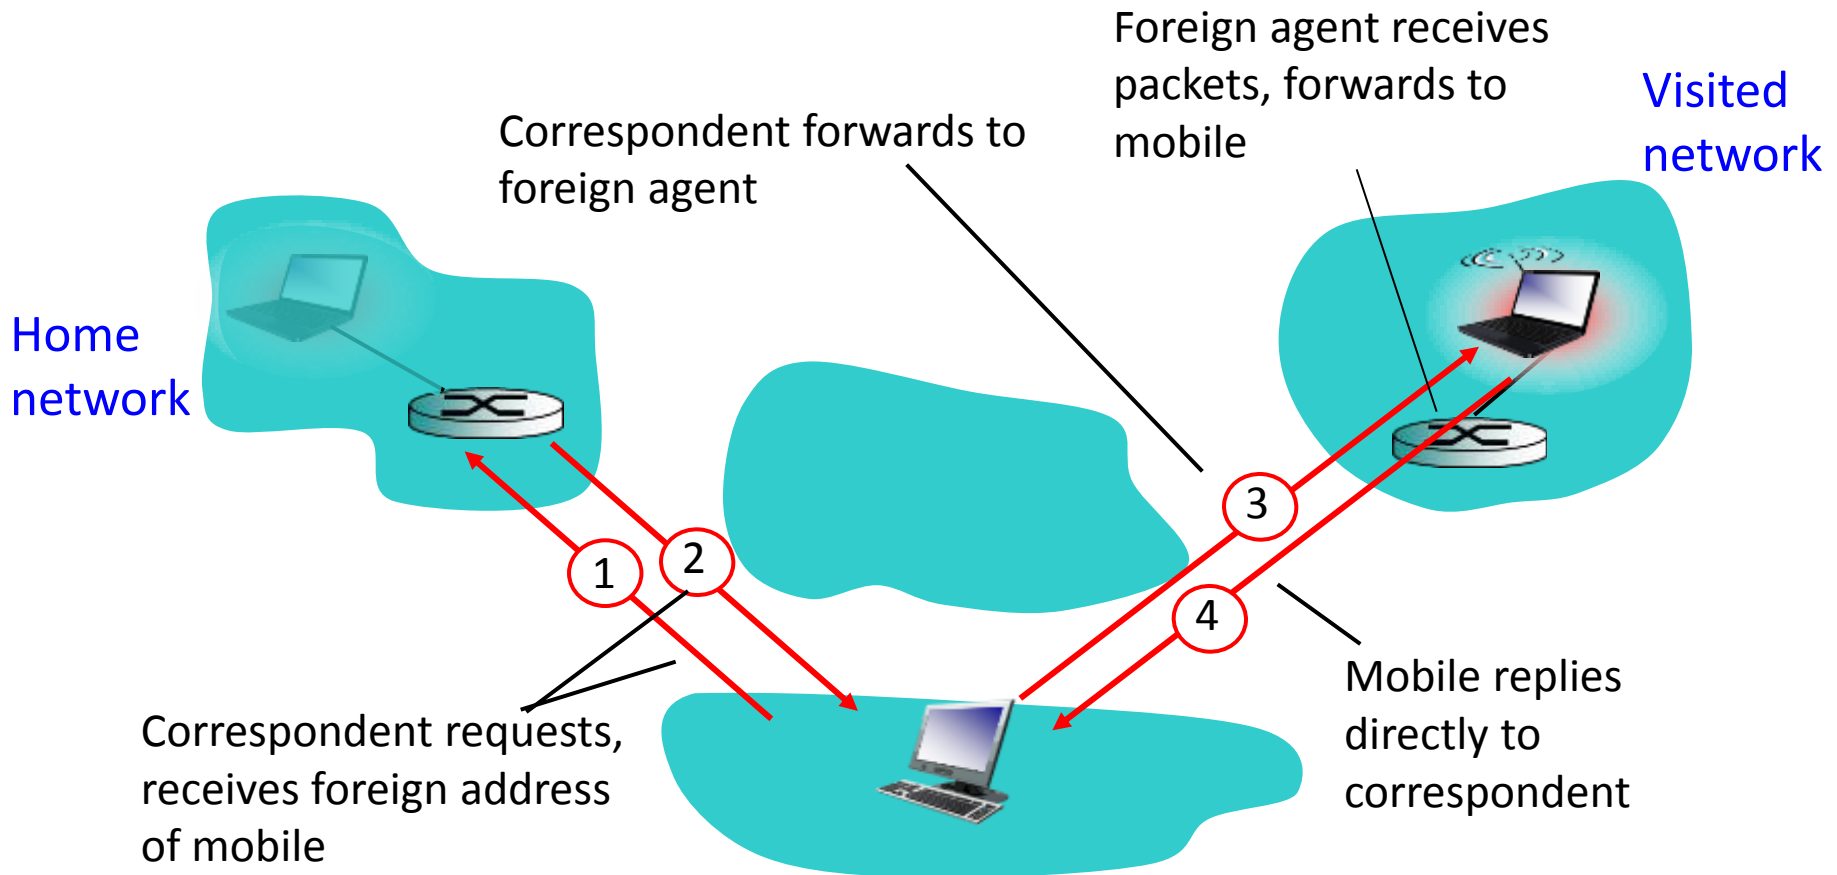 Foreign agent receives
packets, forwards to
mobile
Visited
network
Correspondent forwards to
foreign agent
Home
network
3
2
1
4
Mobile replies
directly to
correspondent
Correspondent requests,
receives foreign address
of mobile